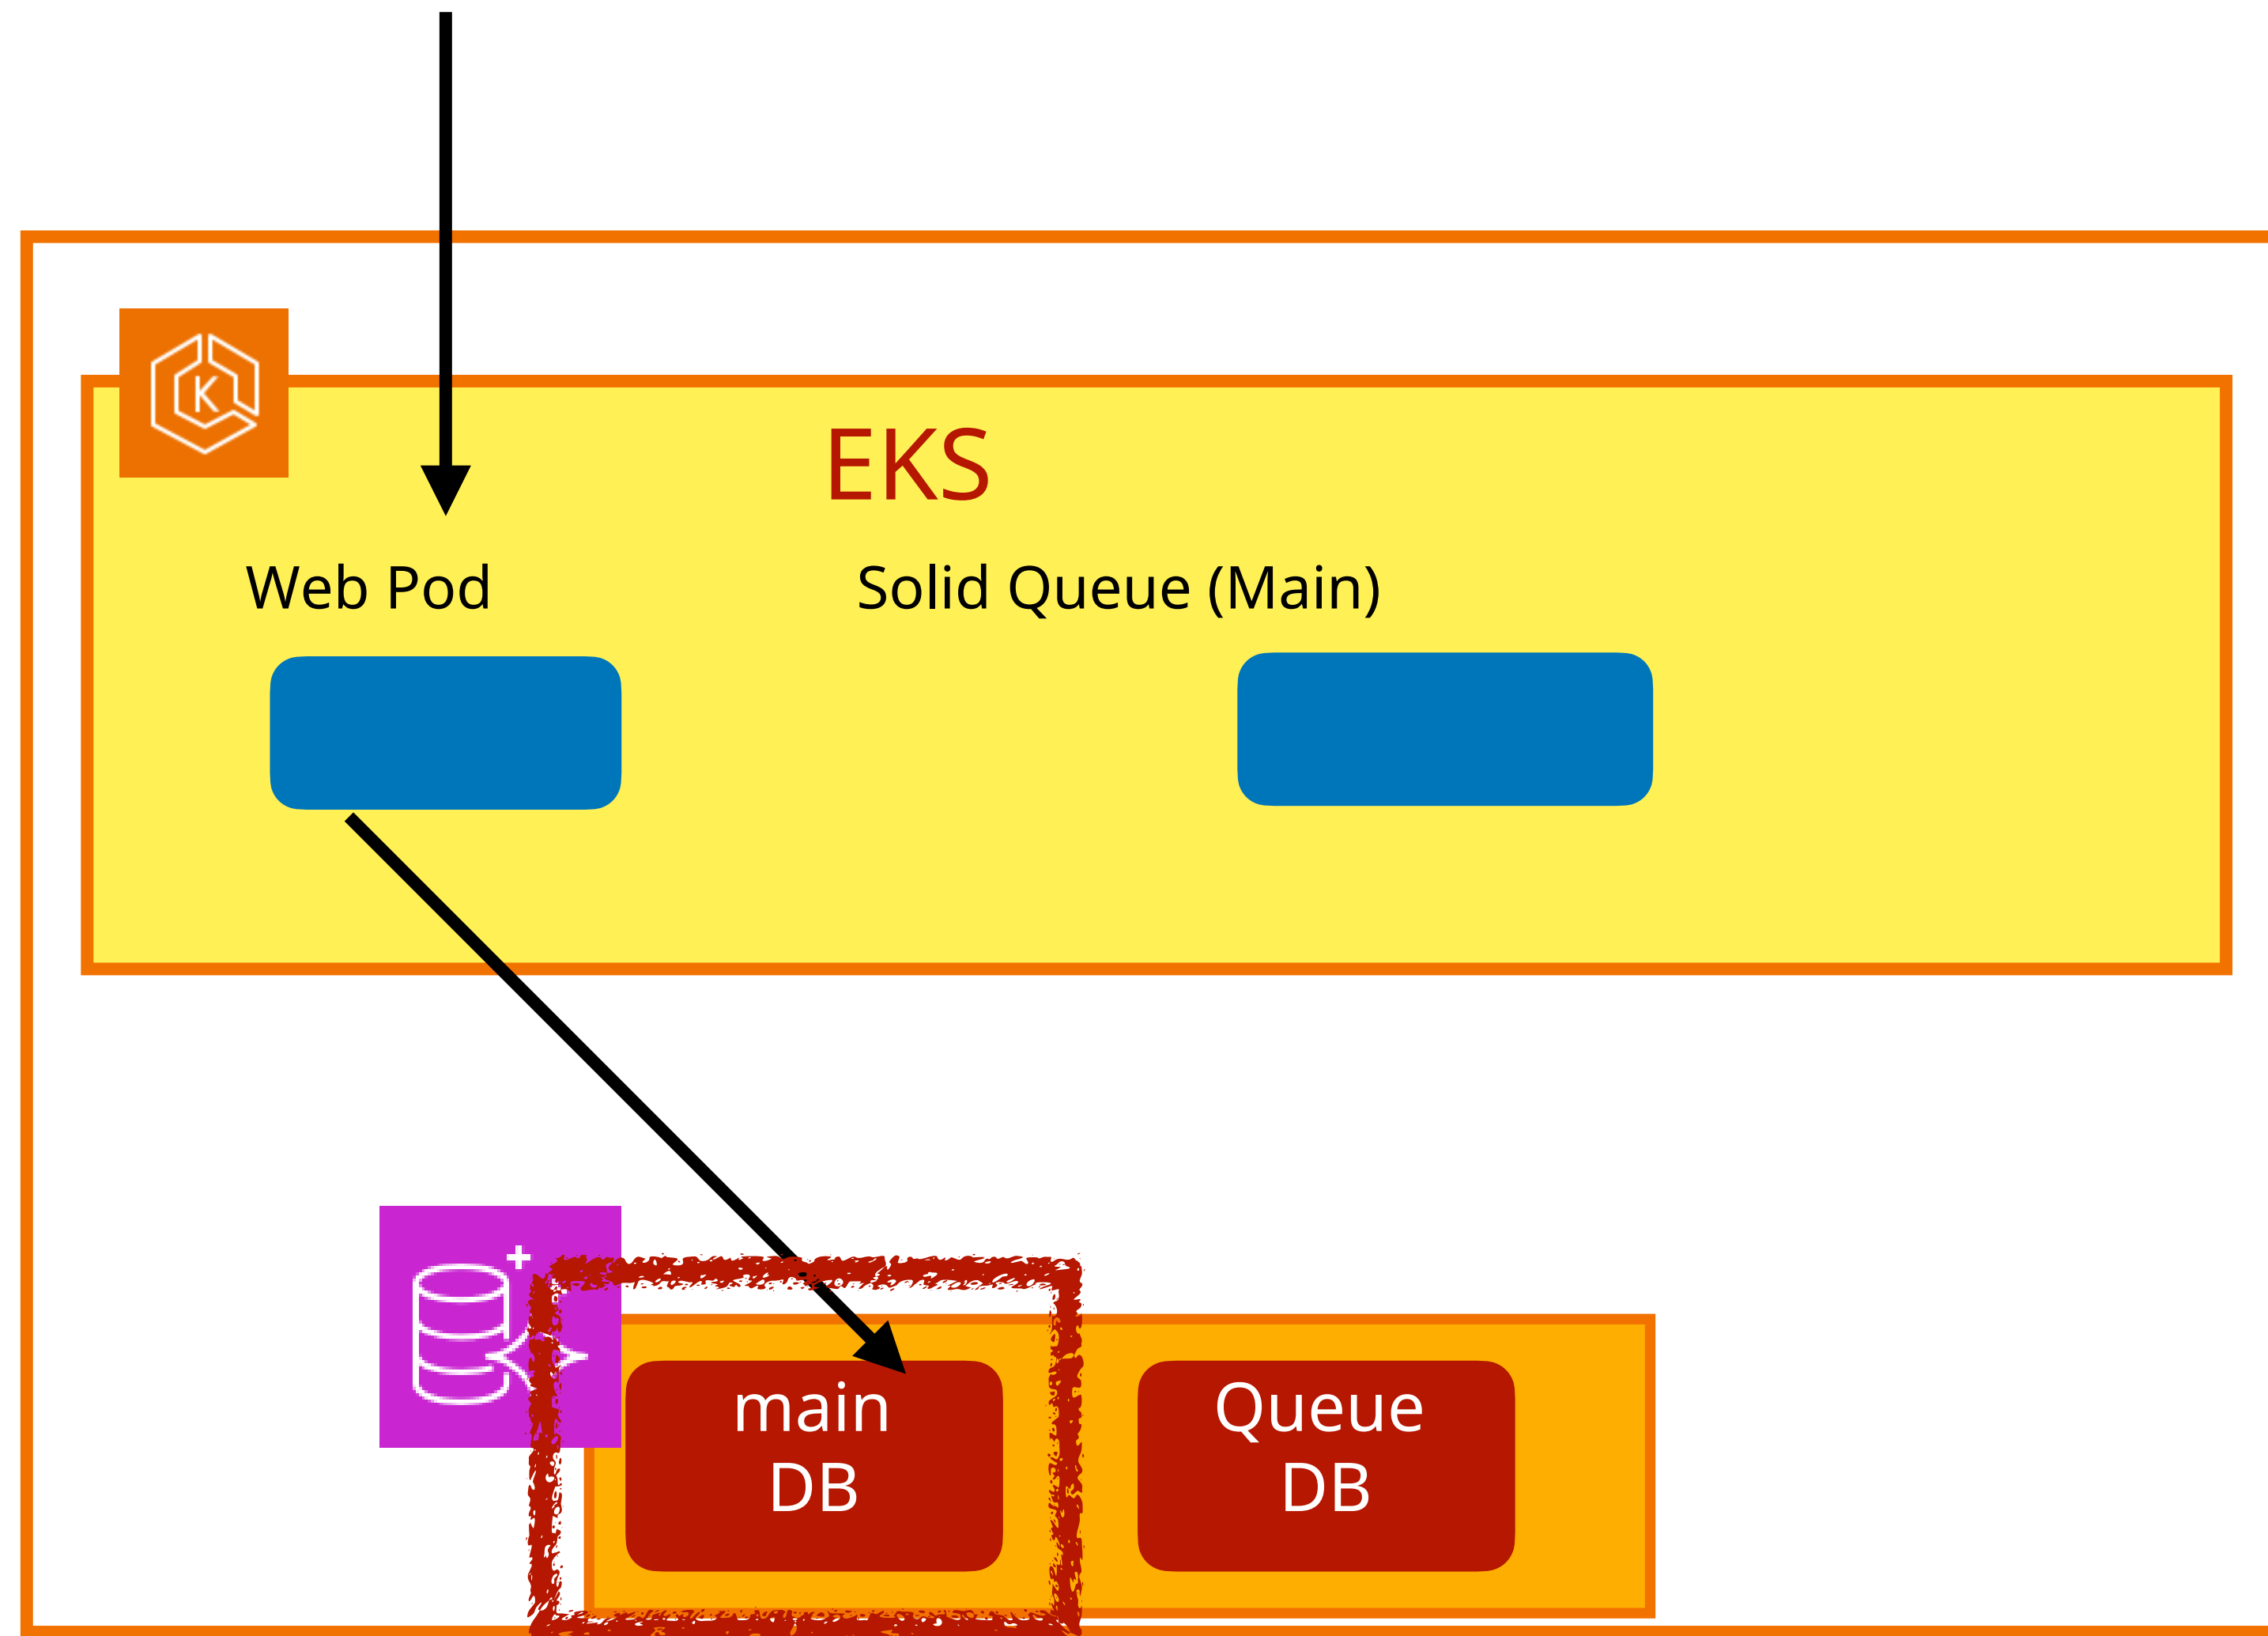 K
EKS
Web Pod
Solid Queue (Main)
main
DB
Queue
DB